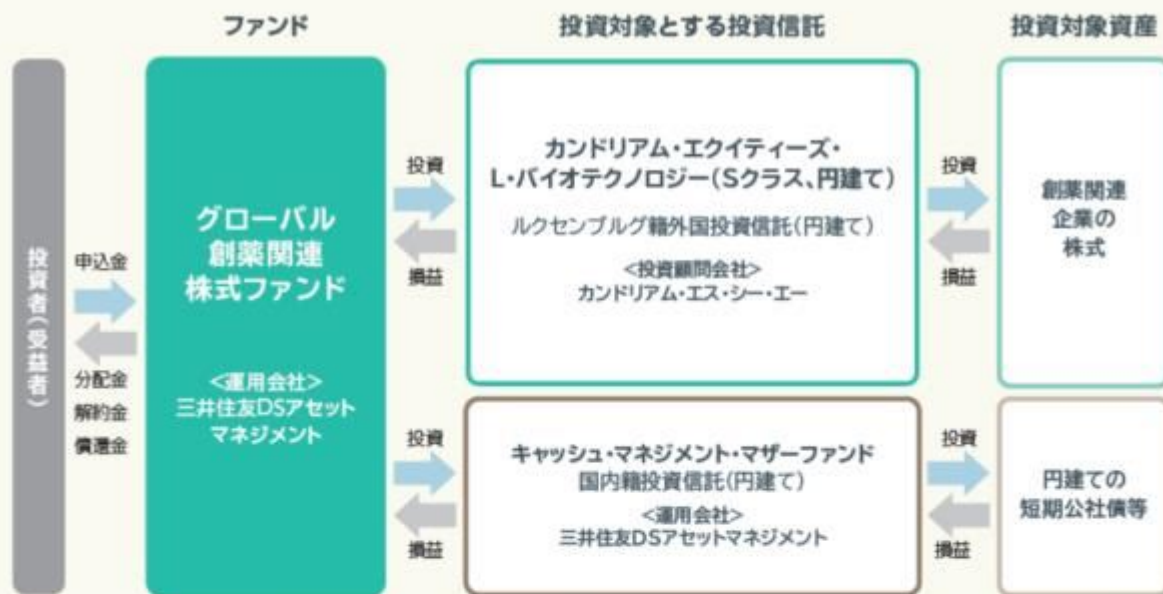 ファンド
投資対象とする投資信託
投資対象資産
投資者(受益者)
申込金
分配金
解約金
償還金
グローバル
創薬関連
株式ファンド
<運用会社>
三井住友DSアセット
マネジメント
投資
損益
投資
損益
カンドリアム・エクイティーズ・
L・バイオテクノロジー(Sクラス、円建て)
ルクセンブルグ籍外国投資信託(円建て)
<投資顧問会社>
カンドリアム・エス・シー・エー
キャッシュ・マネジメント・マザーファンド
国内籍投資信託(円建て)
<運用会社>
三井住友DSアセットマネジメント
投資
損益
投資
損益
創薬関連
企業の
株式
円建ての
短期公社債等